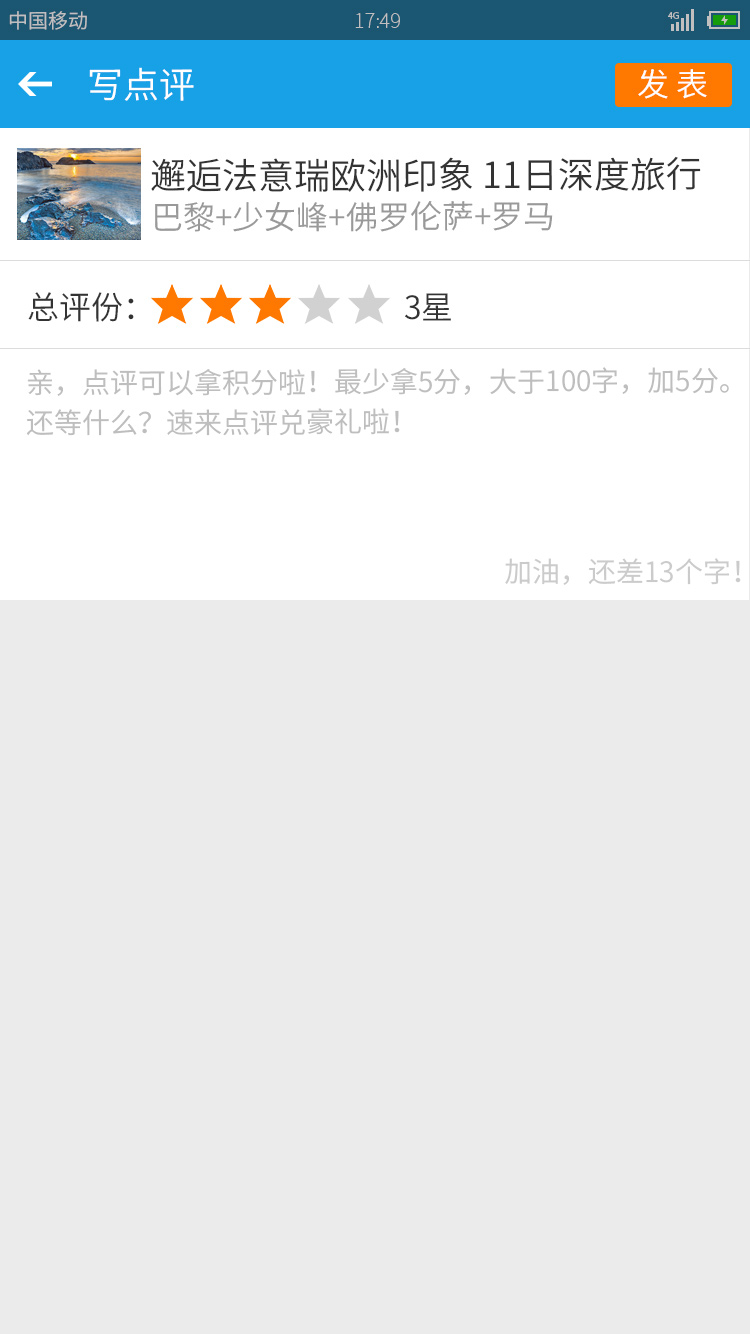 中国移动 17:49 4G
写点评 发表
邂逅法意瑞欧洲印象 11日深度旅行
巴黎+少女峰+佛罗伦萨+罗马
总评份： 3星
亲，点评可以拿积分啦！最少拿5分，大于100字，加5分。
还等什么？速来点评兑豪礼啦！
加油，还差13个字！